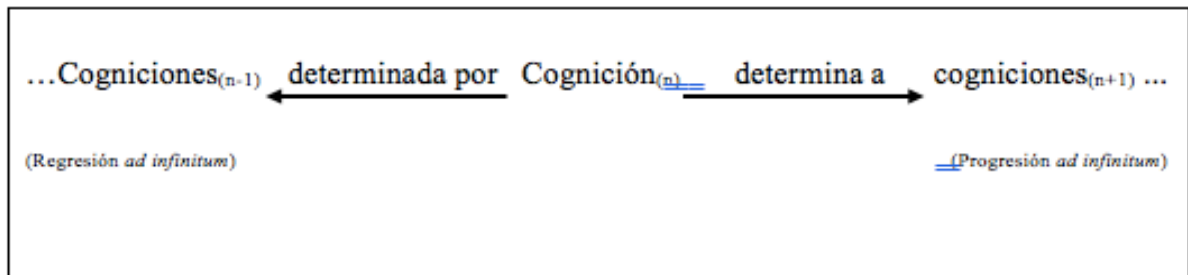 …Cogniciones(n-1) determinada por Cognición(n) determina a cogniciones(n+1) ...
(Regresión ad infinitum) (Progresión ad infinitum)